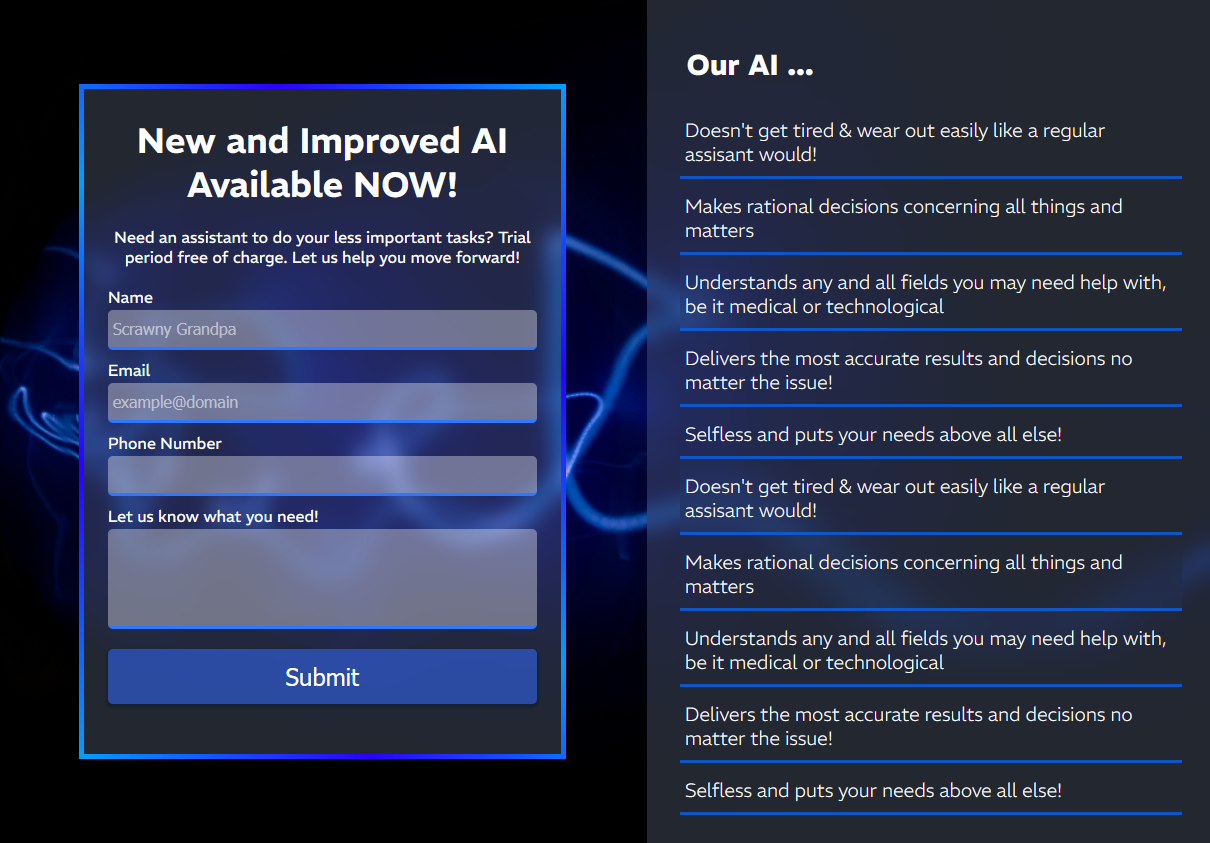 New and Improved AI
Available NOW!
Need an assistant to do your less important tasks? Trial
period free of charge. Let us help you move forward!
Name
Scrawny Grandpa
Email
example@domain
Phone Number
Let us know what you need!
Submit
Our AI ...
Doesn't get tired & wear out easily like a regular
assisant would!
Makes rational decisions concerning all things and
matters
Understands any and all fields you may need help with,
be it medical or technological
Delivers the most accurate results and decisions no
matter the issue!
Selfless and puts your needs above all else!
Doesn't get tired & wear out easily like a regular
assisant would!
Makes rational decisions concerning all things and
matters
Understands any and all fields you may need help with,
be it medical or technological
Delivers the most accurate results and decisions no
matter the issue!
Selfless and puts your needs above all else!